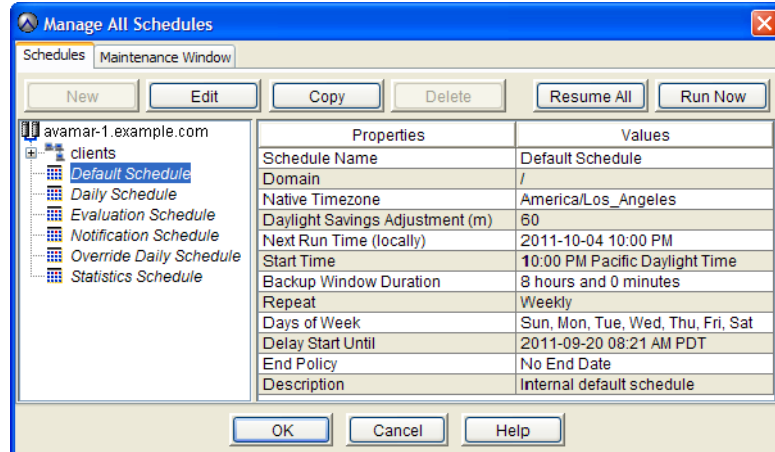 Manage All Schedules
Schedules Maintenance Window
New Edit Copy Delete Resume All Run Now
avamar-1.example.com
clients
Default Schedule
Daily Schedule
Evaluation Schedule
Notification Schedule
Override Daily Schedule
Statistics Schedule
Properties Values
Schedule Name Default Schedule
Domain /
Native Timezone America/Los_Angeles
Daylight Savings Adjustment (m) 60
Next Run Time (locally) 2011-10-04 10:00 PM
Start Time 10:00 PM Pacific Daylight Time
Backup Window Duration 8 hours and 0 minutes
Repeat Weekly
Days of Week Sun, Mon, Tue, Wed, Thu, Fri, Sat
Delay Start Until 2011-09-20 08:21 AM PDT
End Policy No End Date
Description Internal default schedule
OK Cancel Help